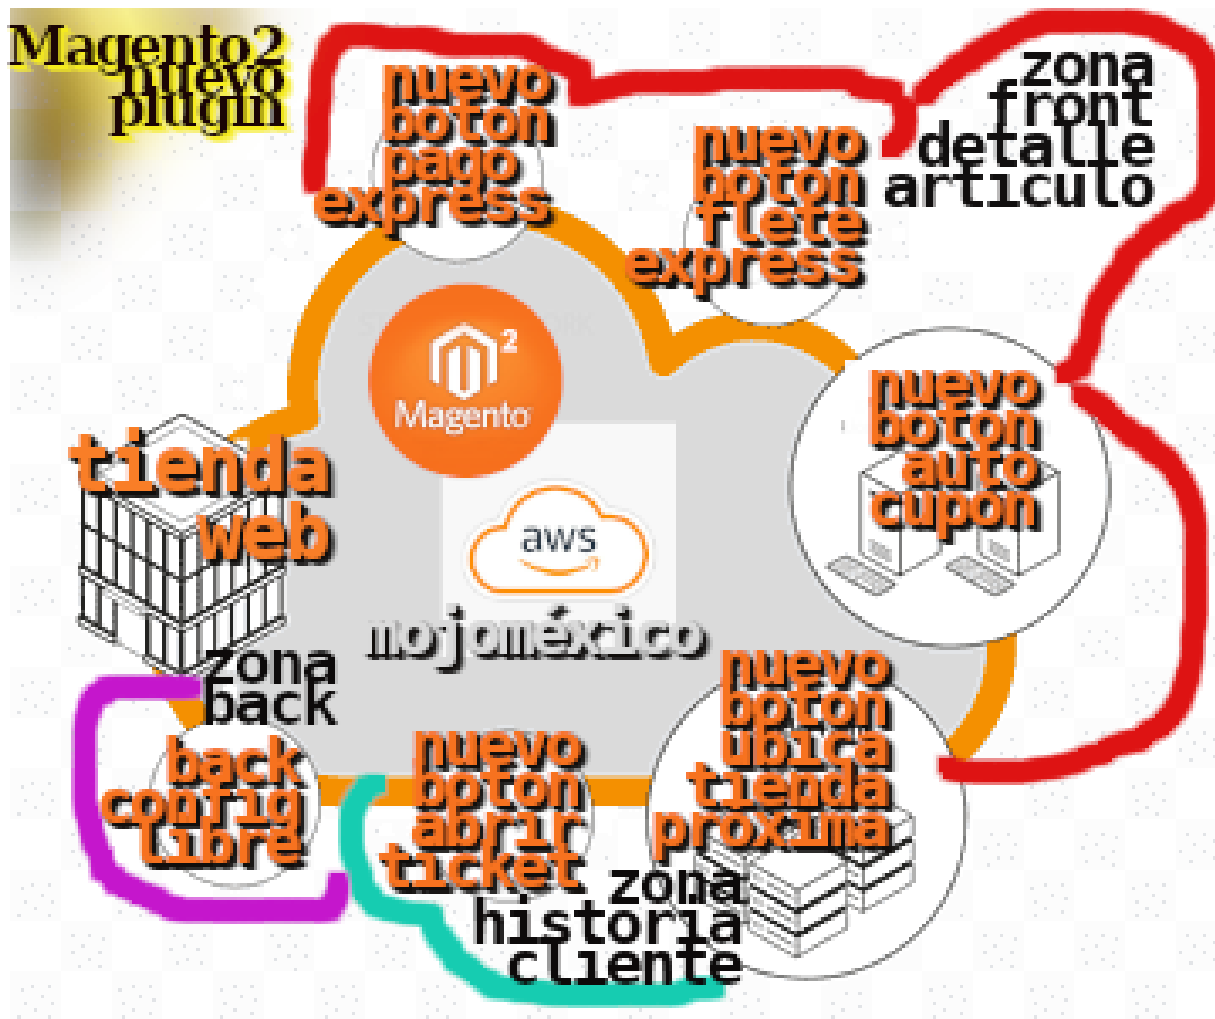 Magento2
nuevo
plugin
nuevo
boton
pago
express
nuevo
boton
flete
express
zona
front
detalle
articulo
2
Magento
nuevo
boton
auto
cupon
tienda
web
aws
mojoméxico
zona
back
back
config
libre
nuevo
boton
abrir
ticket
nuevo
boton
ubica
tienda
proxima
zona
historia
cliente